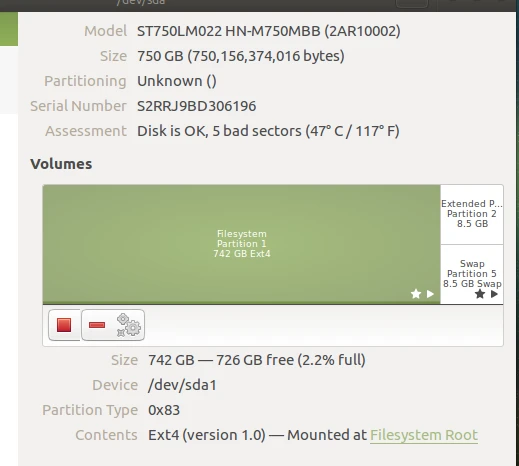 /dev/sda
Model ST750LM022 HN-M750MBB (2AR10002)
Size 750 GB (750,156,374,016 bytes)
Partitioning Unknown ()
Serial Number S2RRJ9BD306196
Assessment Disk is OK, 5 bad sectors (47° C / 117° F)
Volumes
Filesystem
Partition 1
742 GB Ext4
Extended P...
Partition 2
8.5 GB
Swap
Partition 5
8.5 GB Swap
Size 742 GB — 726 GB free (2.2% full)
Device /dev/sda1
Partition Type 0x83
Contents Ext4 (version 1.0) — Mounted at Filesystem Root